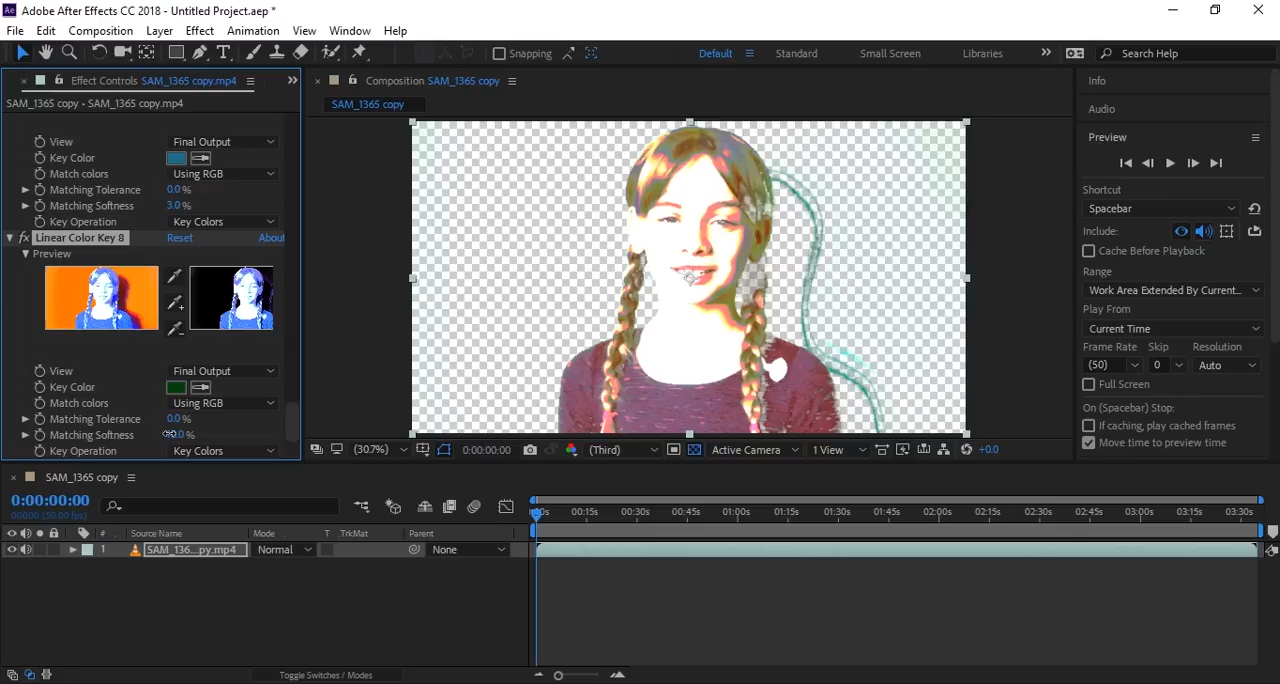 Ae Adobe After Effects CC 2018 - Untitled Project.aep *
File Edit Composition Layer Effect Animation View Window Help
Snapping Default Standard Small Screen Libraries Search Help
Effect Controls SAM_1365 copy.mp4
SAM_1365 copy • SAM_1365 copy.mp4
View Final Output
Key Color
Match colors Using RGB
Matching Tolerance 0.0 %
Matching Softness 3.0 %
Key Operation Key Colors
fx Linear Color Key 8 Reset About
Preview
View Final Output
Key Color
Match colors Using RGB
Matching Tolerance 0.0 %
Matching Softness .0 %
Key Operation Key Colors
Composition SAM_1365 copy
SAM_1365 copy
(30.7%) 0:00:00:00 (Third) Active Camera 1 View +0.0
Info
Audio
Preview
Shortcut
Spacebar
Include:
Cache Before Playback
Range
Work Area Extended By Current...
Play From
Current Time
Frame Rate Skip Resolution
(50) 0 Auto
Full Screen
On (Spacebar) Stop:
If caching, play cached frames
Move time to preview time
SAM_1365 copy
0:00:00:00
00000 (50.00 fps)
00:15s 00:30s 00:45s 01:00s 01:15s 01:30s 01:45s 02:00s 02:15s 02:30s 02:45s 03:00s 03:15s 03:30s
# Source Name Mode T .TrkMat Parent
1 SAM_136...py.mp4 Normal None
Toggle Switches / Modes